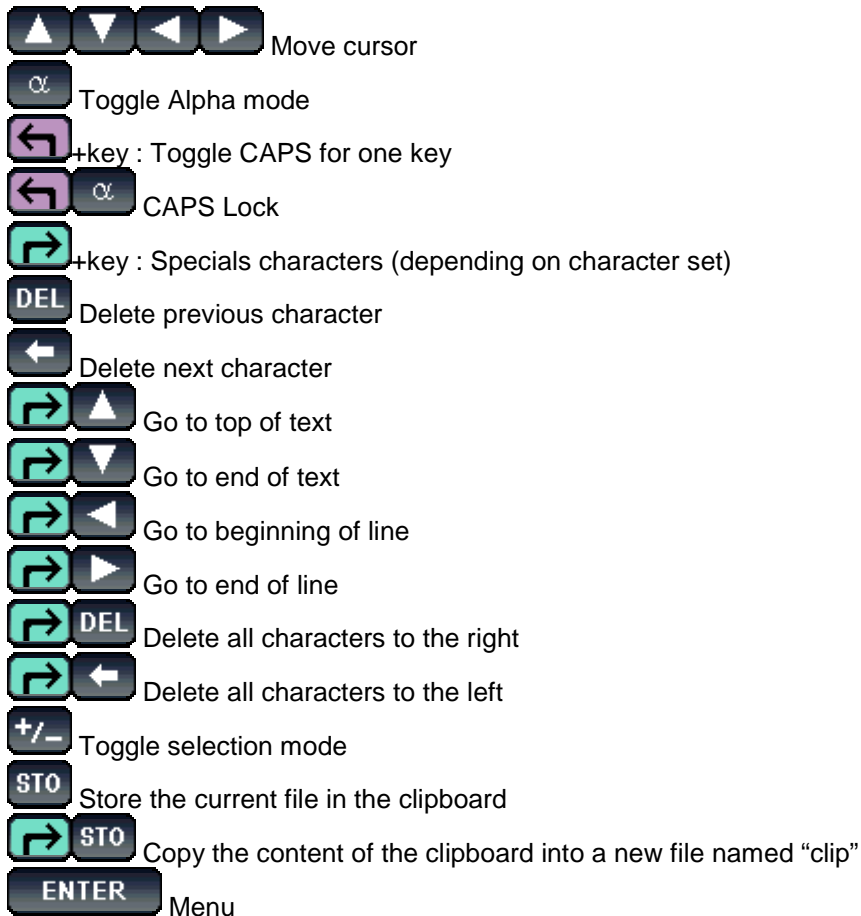 Move cursor
α Toggle Alpha mode
+key : Toggle CAPS for one key
α CAPS Lock
+key : Specials characters (depending on character set)
DEL Delete previous character
Delete next character
Go to top of text
Go to end of text
Go to beginning of line
Go to end of line
DEL Delete all characters to the right
Delete all characters to the left
+/- Toggle selection mode
STO Store the current file in the clipboard
STO Copy the content of the clipboard into a new file named “clip”
ENTER Menu